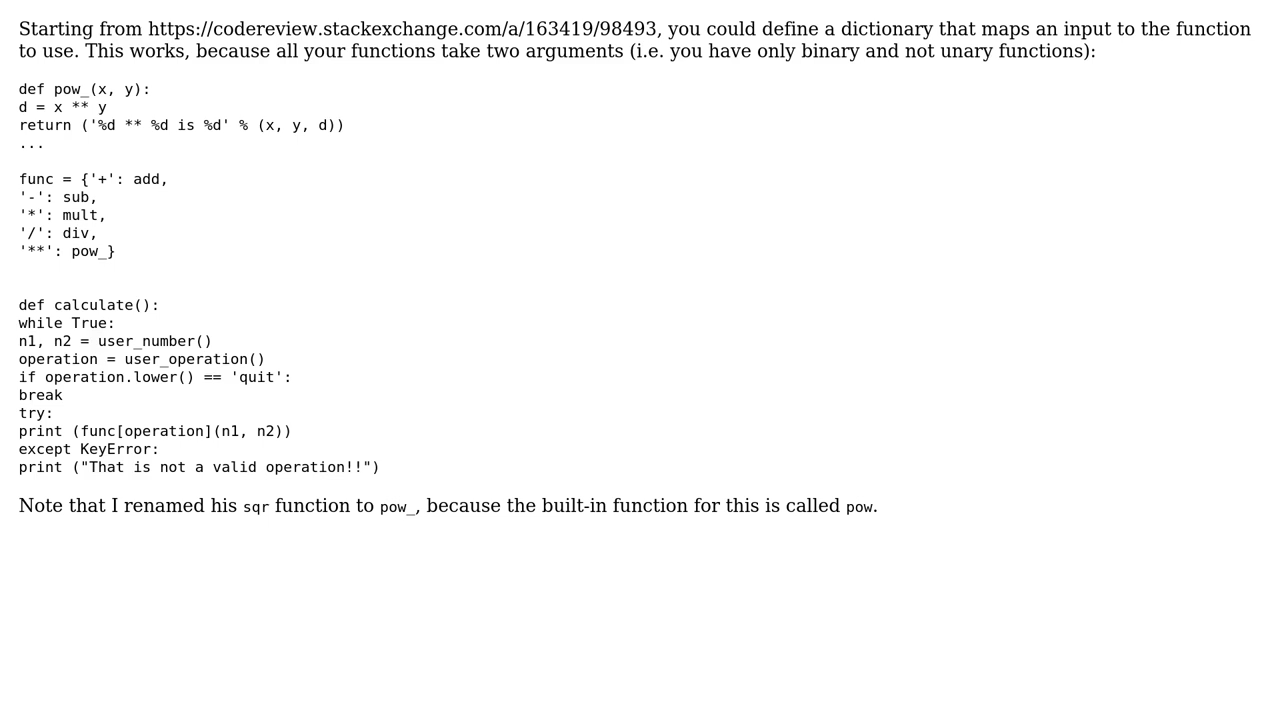 Starting from https://codereview.stackexchange.com/a/163419/98493, you could define a dictionary that maps an input to the function
to use. This works, because all your functions take two arguments (i.e. you have only binary and not unary functions):
def pow_(x, y):
d = x ** y
return ('%d ** %d is %d' % (x, y, d))
...
func = {'+': add,
'-': sub,
'*': mult,
'/': div,
'**': pow_}
def calculate():
while True:
n1, n2 = user_number()
operation = user_operation()
if operation.lower() == 'quit':
break
try:
print (func[operation](n1, n2))
except KeyError:
print ("That is not a valid operation!!")
Note that I renamed his sqr function to pow_, because the built-in function for this is called pow.